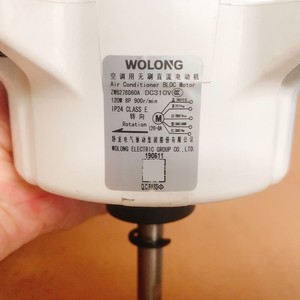 WOLONG
空调用无刷直流电动机
Air Conditioner BLDC Motor
ZWS276D60A DC310V
120W 8P 900r/min
IP24 CLASS E
转向
Rotation
M
WOLONG ELECTRIC GROUP CO.,LTD.
190611